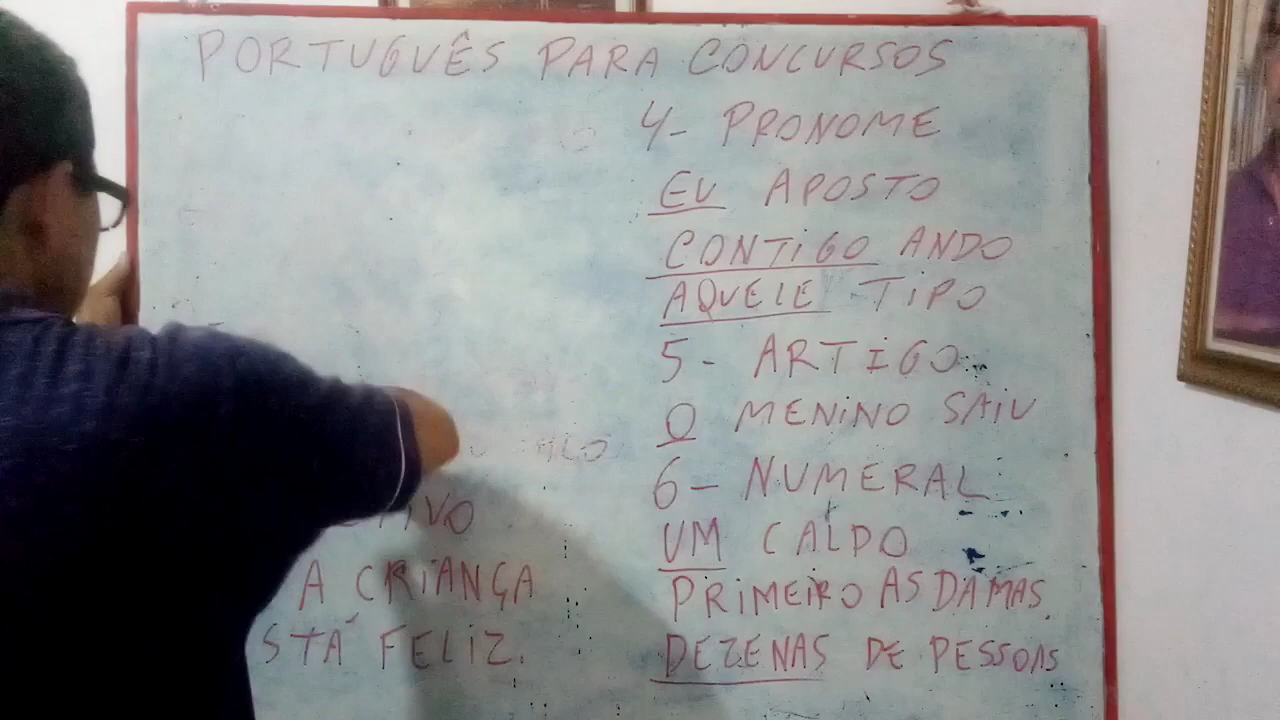 PORTUGUÊS PARA CONCURSOS
A CRIANÇA
STÁ FELIZ.
4- PRONOME
EU APOSTO
CONTIGO ANDO
AQUELE TIPO
5- ARTIGO
O MENINO SAIU
6- NUMERAL
UM CALDO
PRIMEIRO AS DAMAS
DEZENAS DE PESSOAS